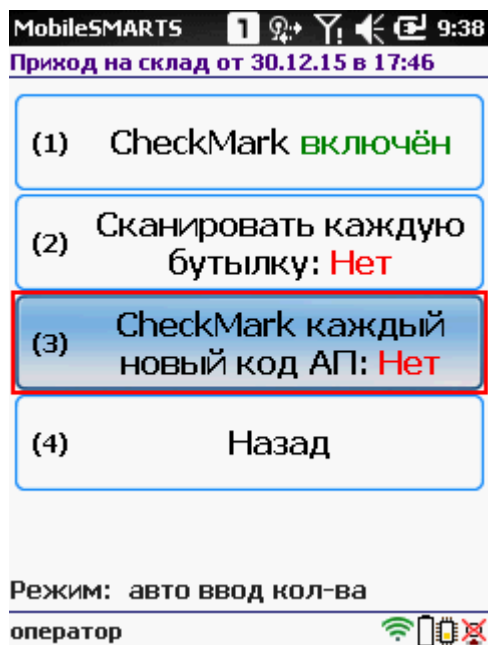 MobileSMARTS 1 9:38
Приход на склад от 30.12.15 в 17:46
(1) CheckMark включён
(2) Сканировать каждую
бутылку: Нет
(3) CheckMark каждый
новый код АП: Нет
(4) Назад
Режим: авто ввод кол-ва
оператор